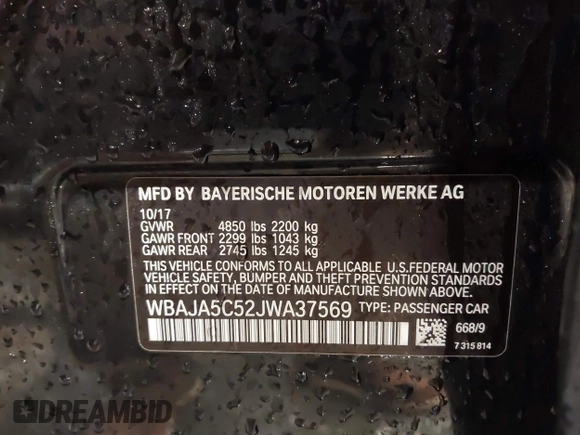 MFD BY BAYERISCHE MOTOREN WERKE AG
10/17
GVWR 4850 lbs 2200 kg
GAWR FRONT 2299 lbs 1043 kg
GAWR REAR 2745 lbs 1245 kg
THIS VEHICLE CONFORMS TO ALL APPLICABLE U.S.FEDERAL MOTOR
VEHICLE SAFETY, BUMPER, AND THEFT PREVENTION STANDARDS
IN EFFECT ON THE DATE OF MANUFACTURE SHOWN ABOVE.
WBAJA5C52JWA37569 TYPE: PASSENGER CAR
668/9
7 315 814
DREAMBID